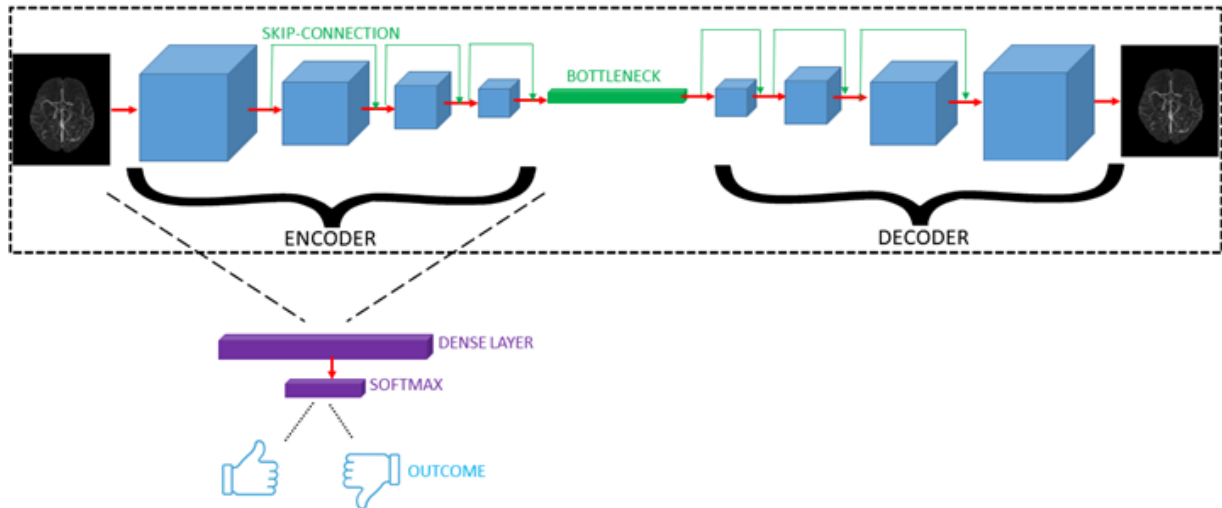 SKIP-CONNECTION
BOTTLENECK
ENCODER
DECODER
DENSE LAYER
SOFTMAX
OUTCOME